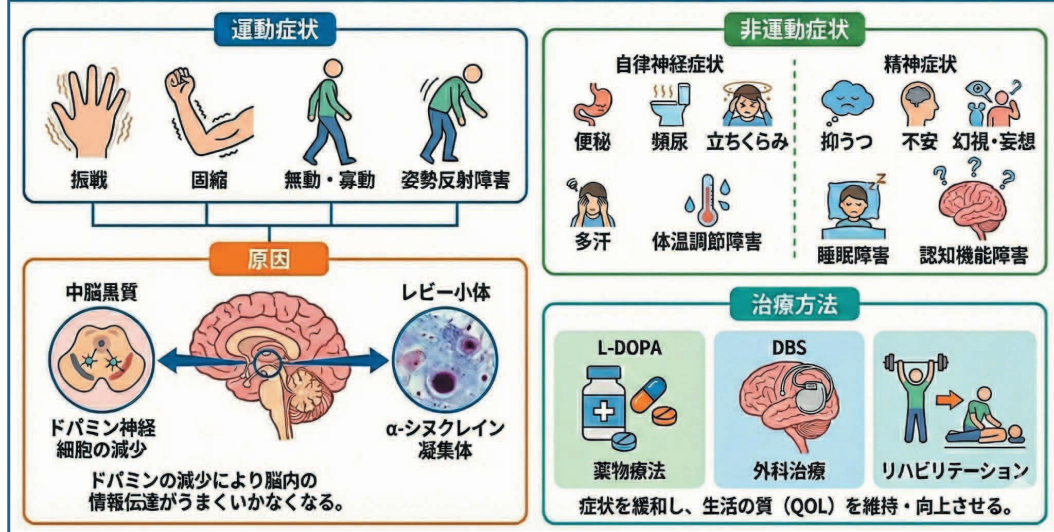 運動症状
振戦
固縮
無動・寡動
姿勢反射障害
非運動症状
自律神経症状
便秘
頻尿
立ちくらみ
多汗
体温調節障害
精神症状
抑うつ
不安
幻視・妄想
zZ
睡眠障害
? ? ?
認知機能障害
原因
中脳黒質
ドパミン神経
細胞の減少
レビー小体
α-シヌクレイン
凝集体
ドパミンの減少により脳内の
情報伝達がうまくいかなくなる。
治療方法
L-DOPA
薬物療法
DBS
外科治療
リハビリテーション
症状を緩和し、生活の質（QOL）を維持・向上させる。